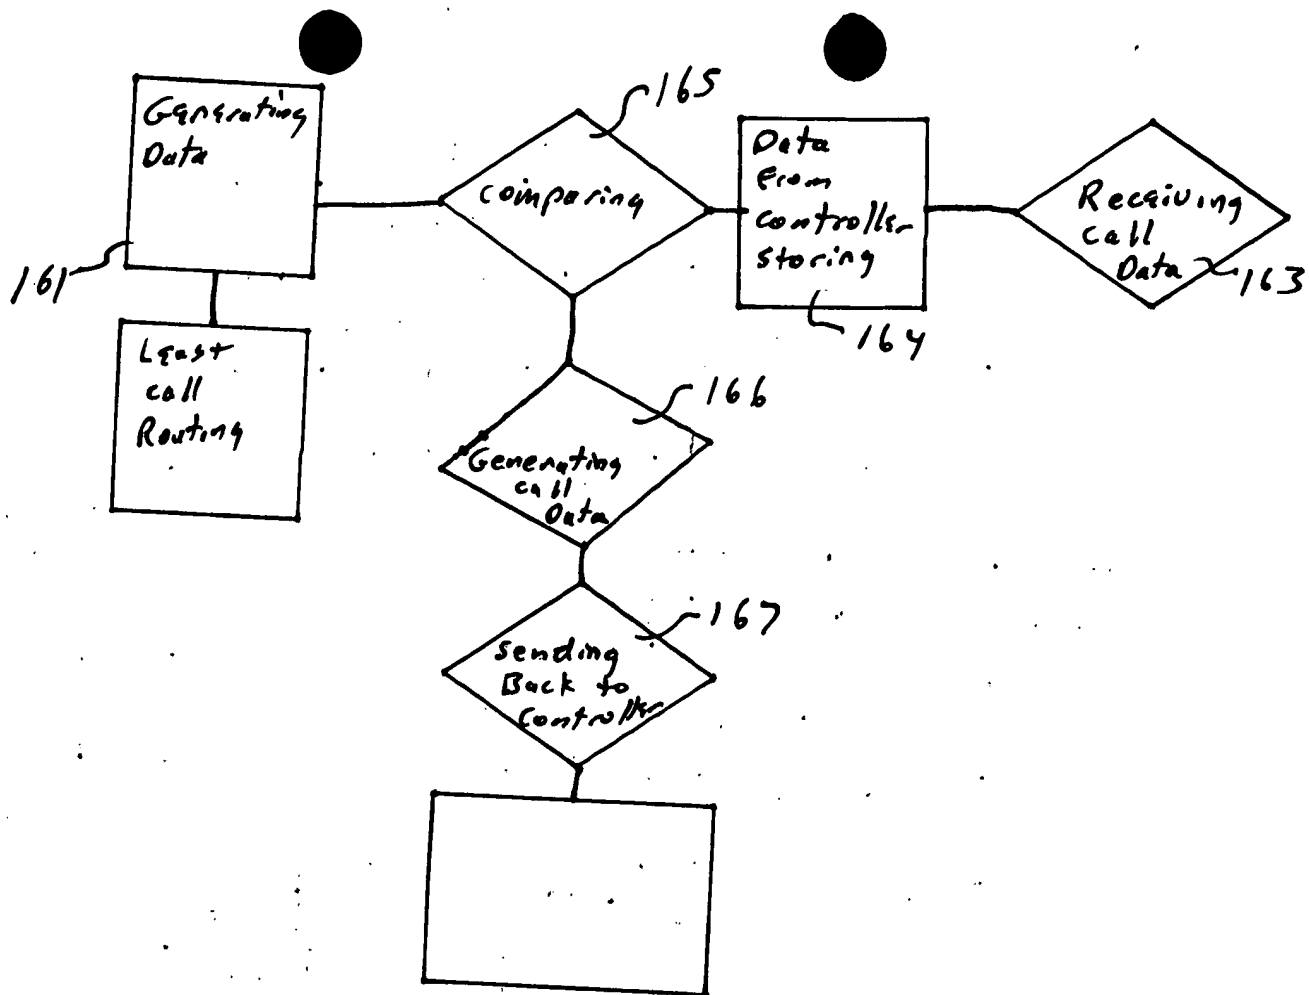 Generating
Data
161
Least
call
Routing
165
comparing
Data
From
controller
storing
164
Receiving
call
Data
163
166
Generating
call
Data
167
Sending
Back to
Controller